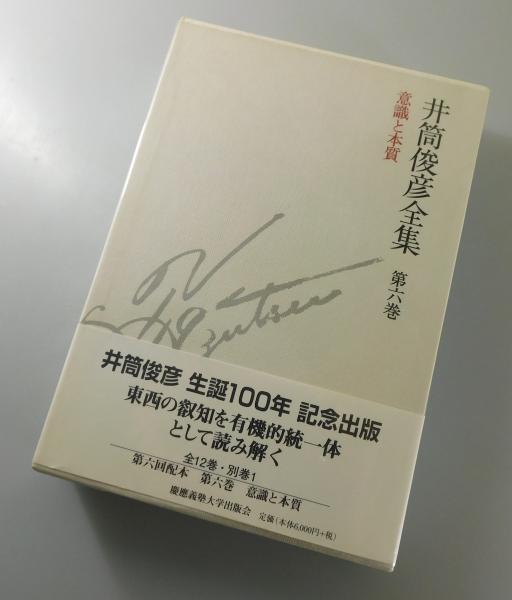 井筒俊彦全集 第六巻
意識と本質
T. Izutsu
井筒俊彦 生誕100年 記念出版
東西の叡知を有機的統一体
として読み解く
全12巻・別巻1
第六回配本 第六巻 意識と本質
慶應義塾大学出版会 定価(本体6,000円+税)